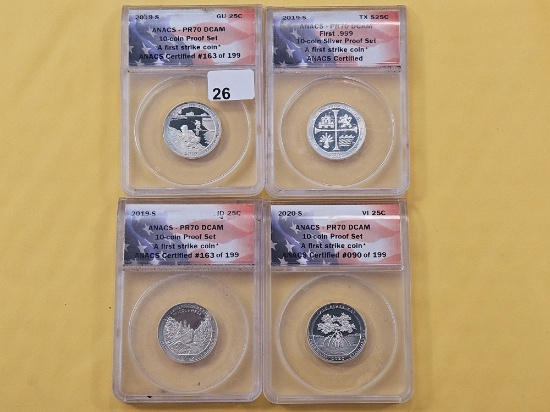 2019-S GU 25C
ANACS - PR70 DCAM
10-coin Proof Set
"A first strike coin"
ANACS Certified #163 of 199
26
2019-S TX S25C
ANACS - PR70 DCAM
First .999
10-coin Silver Proof Set
"A first strike coin"
ANACS Certified
2019-S ID 25C
ANACS - PR70 DCAM
10-coin Proof Set
"A first strike coin"
ANACS Certified #163 of 199
2020-S VI 25C
ANACS - PR70 DCAM
10-coin Proof Set
"A first strike coin"
ANACS Certified #090 of 199